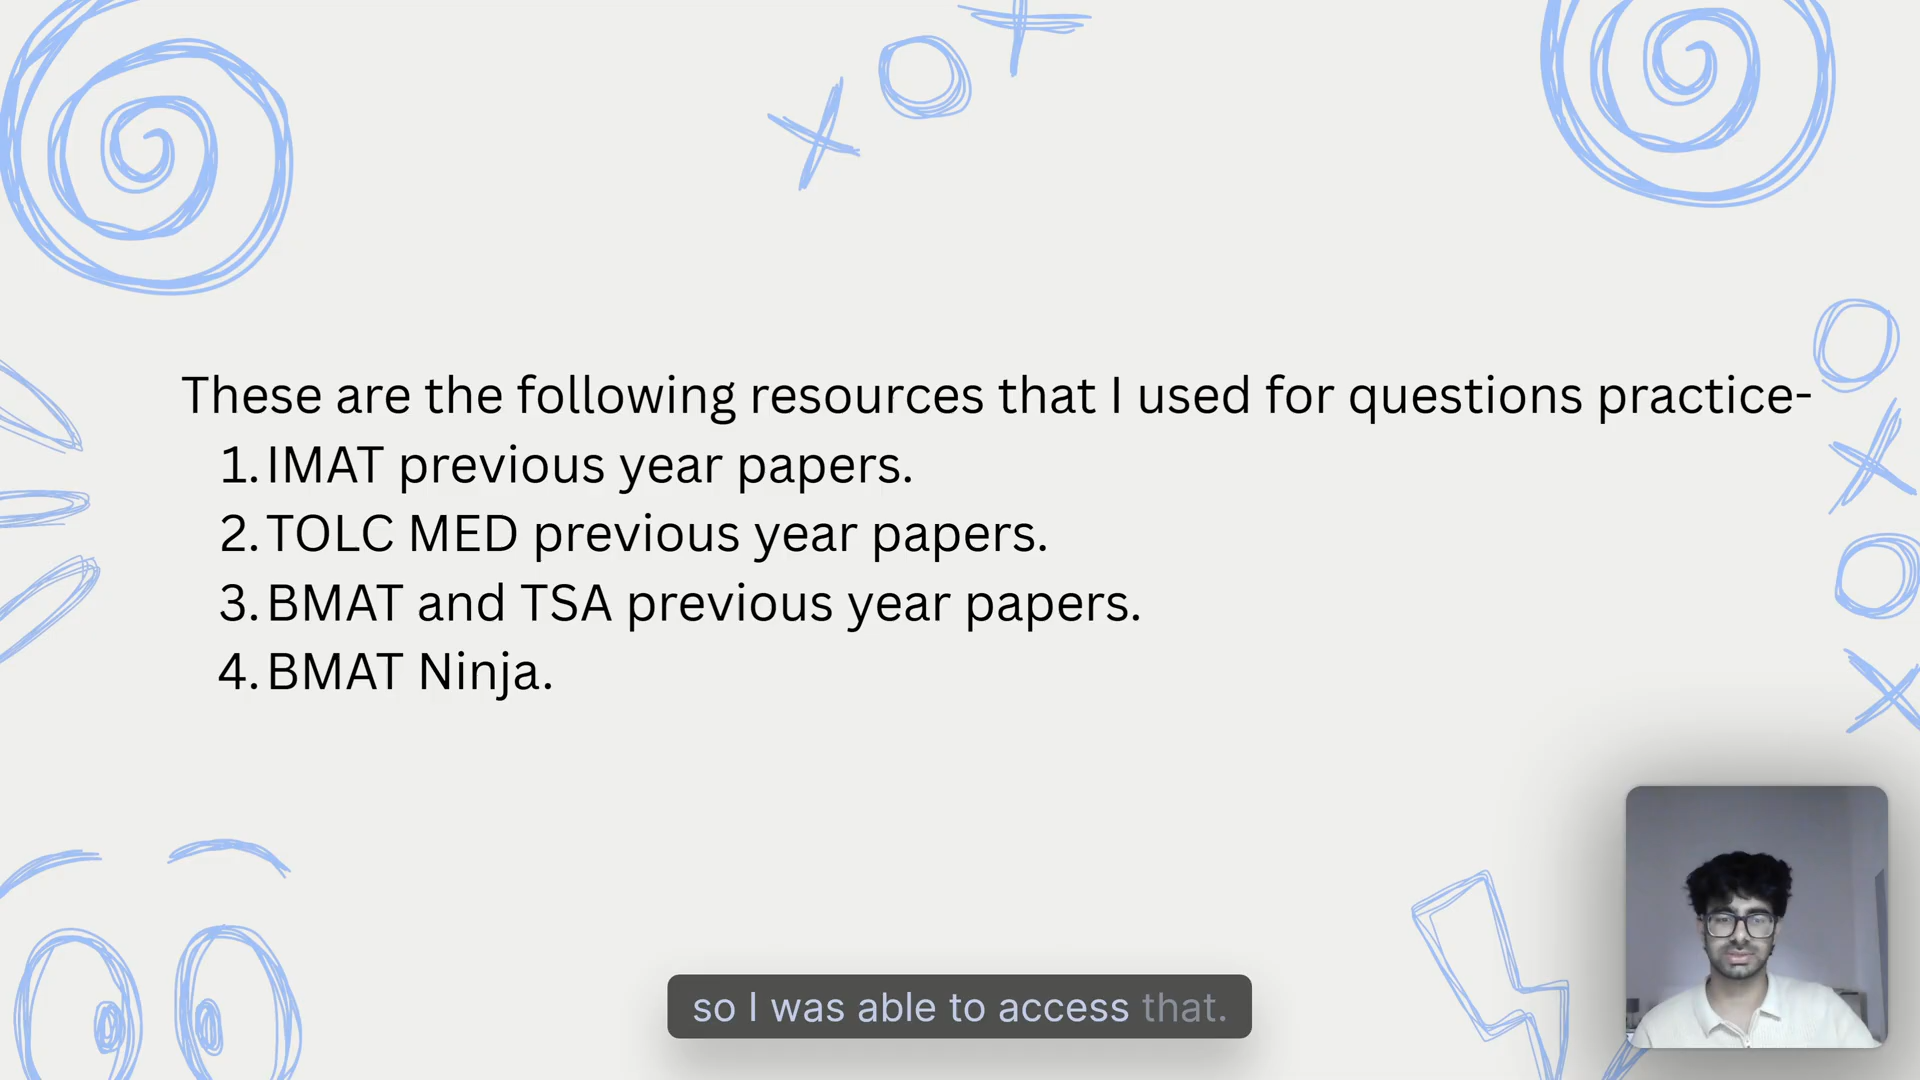 These are the following resources that I used for questions practice-
1. IMAT previous year papers.
2. TOLC MED previous year papers.
3. BMAT and TSA previous year papers.
4. BMAT Ninja.
so I was able to access that.